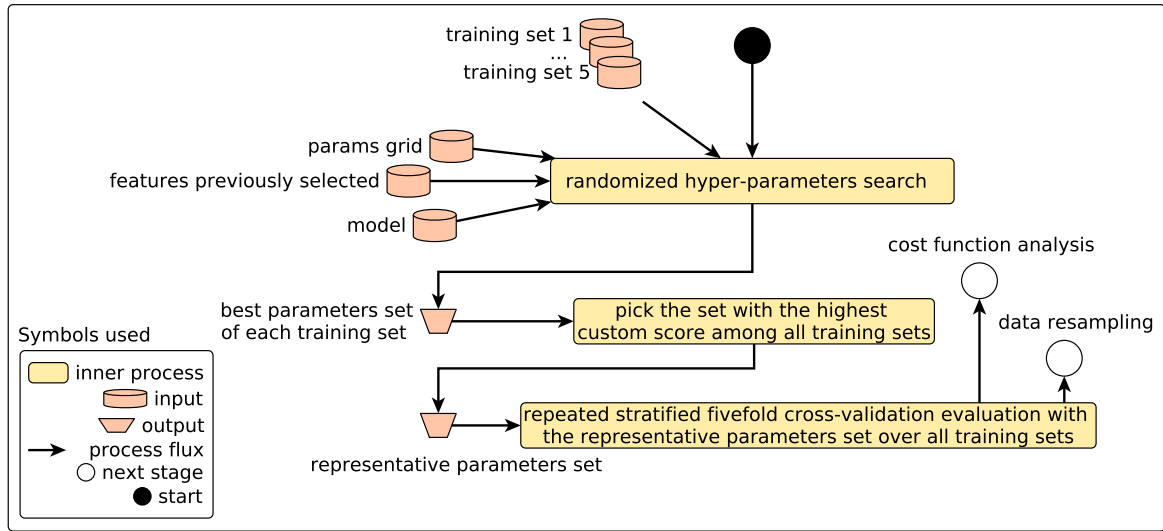 training set 1
...
training set 5
params grid
features previously selected
model
randomized hyper-parameters search
cost function analysis
best parameters set
of each training set
pick the set with the highest
custom score among all training sets
data resampling
repeated stratified fivefold cross-validation evaluation with
the representative parameters set over all training sets
representative parameters set
Symbols used
inner process
input
output
process flux
next stage
start